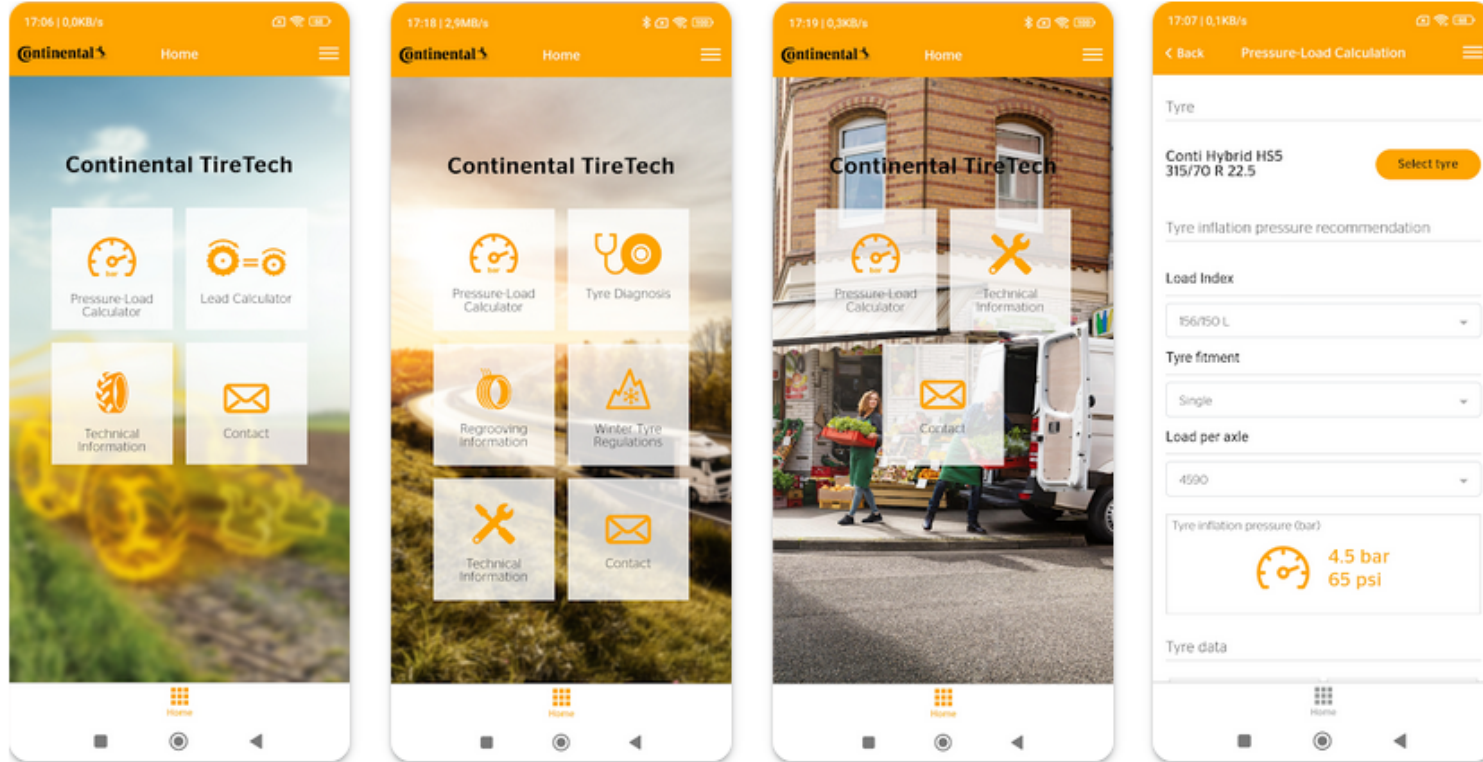 17:06 | 0,0KB/s
Continental
Home
Continental TireTech
Pressure-Load
Calculator
Lead Calculator
Technical
Information
Contact
Home
17:18 | 2,9MB/s
Continental
Home
Continental TireTech
Pressure-Load
Calculator
Tyre Diagnosis
Regrooving
Information
Winter Tyre
Regulations
Technical
Information
Contact
Home
17:19 | 0,3KB/s
Continental
Home
Continental TireTech
Pressure-Load
Calculator
Technical
Information
Contact
Home
17:07 | 0,1KB/s
< Back
Pressure-Load Calculation
Tyre
Conti Hybrid HS5
315/70 R 22.5
Select tyre
Tyre inflation pressure recommendation
Load Index
156/150 L
Tyre fitment
Single
Load per axle
4590
Tyre inflation pressure (bar)
4.5 bar
65 psi
Tyre data
Home